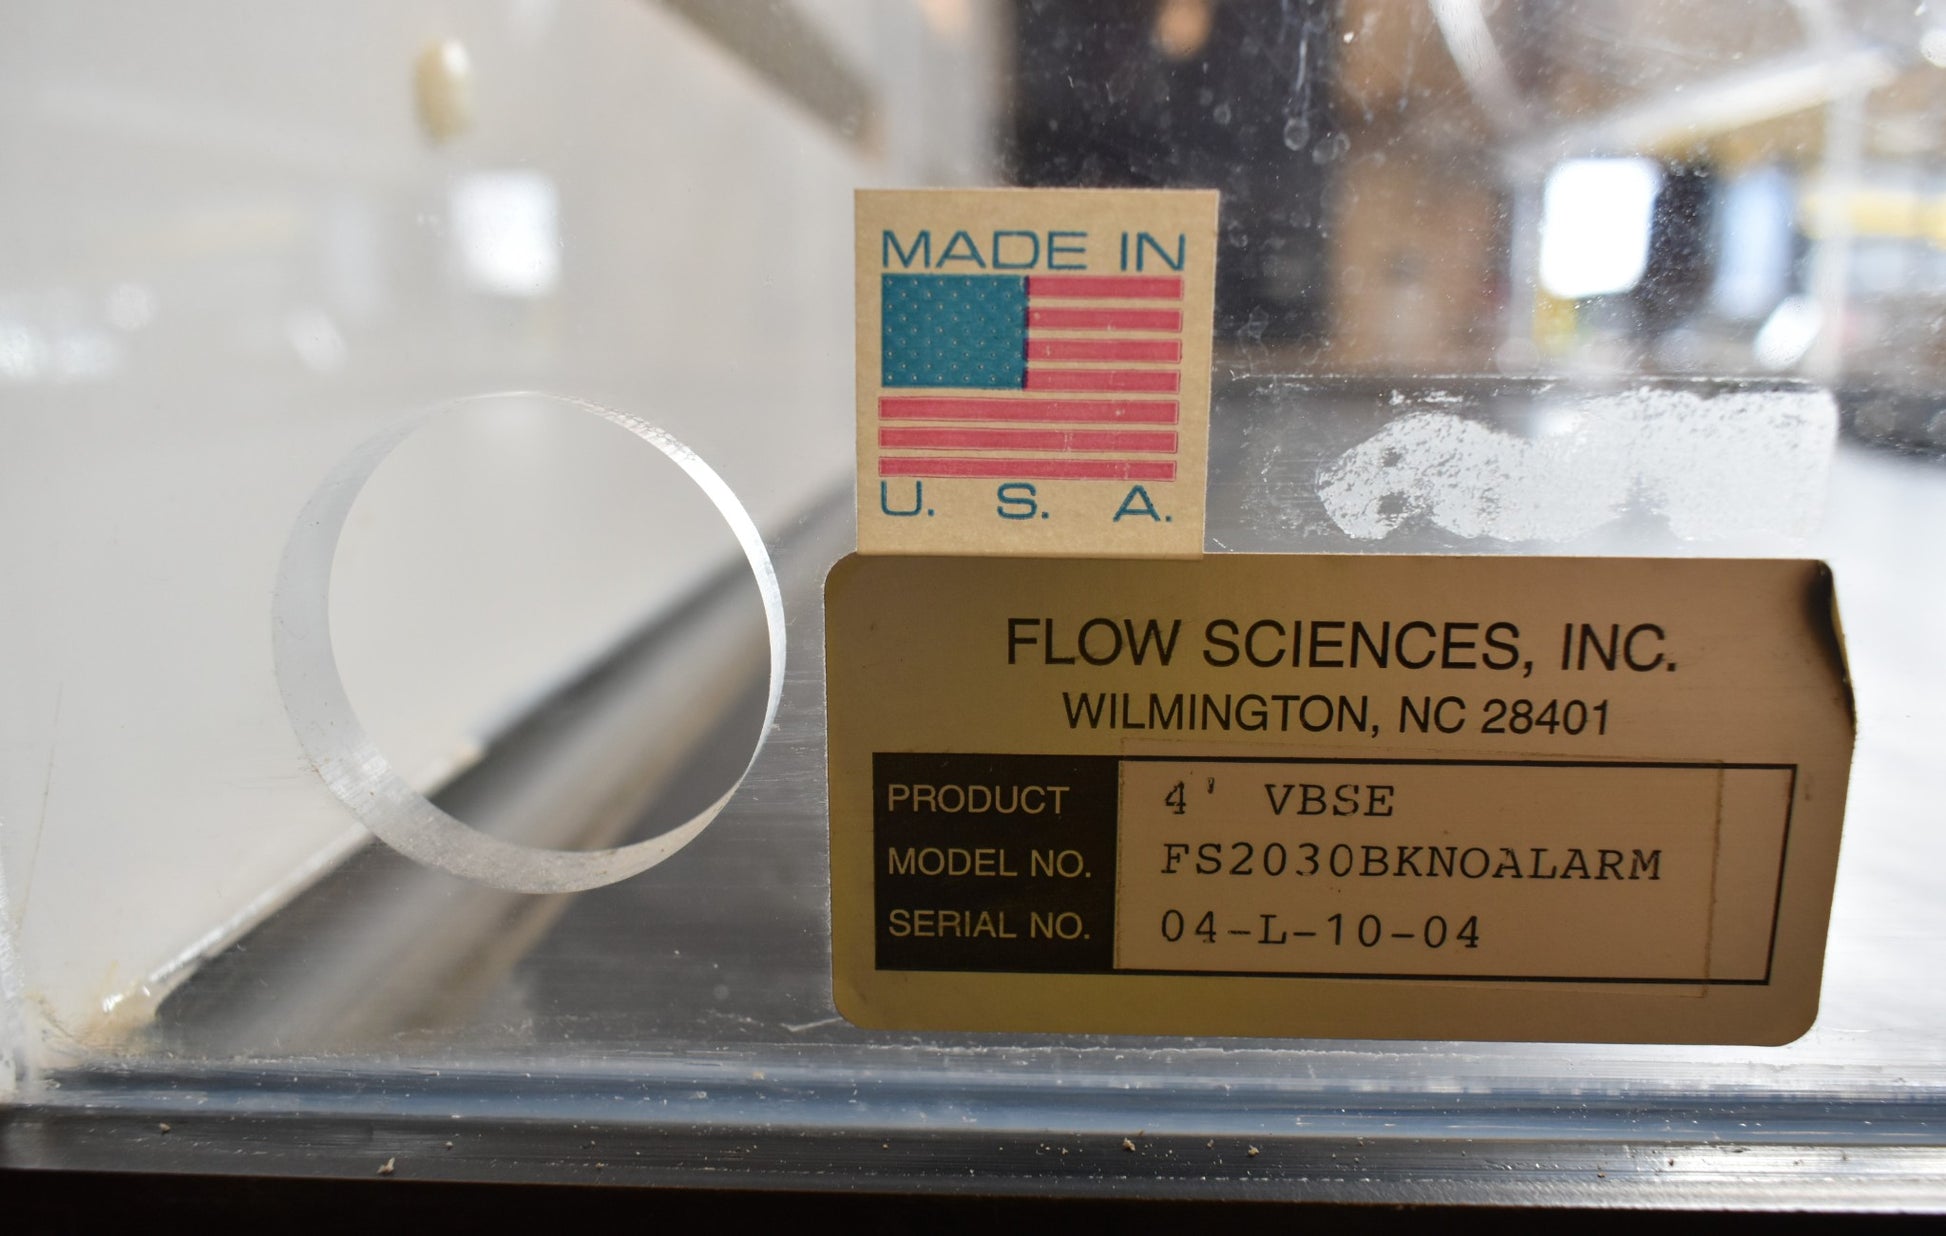 MADE IN
U. S. A.
FLOW SCIENCES, INC.
WILMINGTON, NC 28401
PRODUCT 4' VBSE
MODEL NO. FS2030BKNOALARM
SERIAL NO. 04-L-10-04